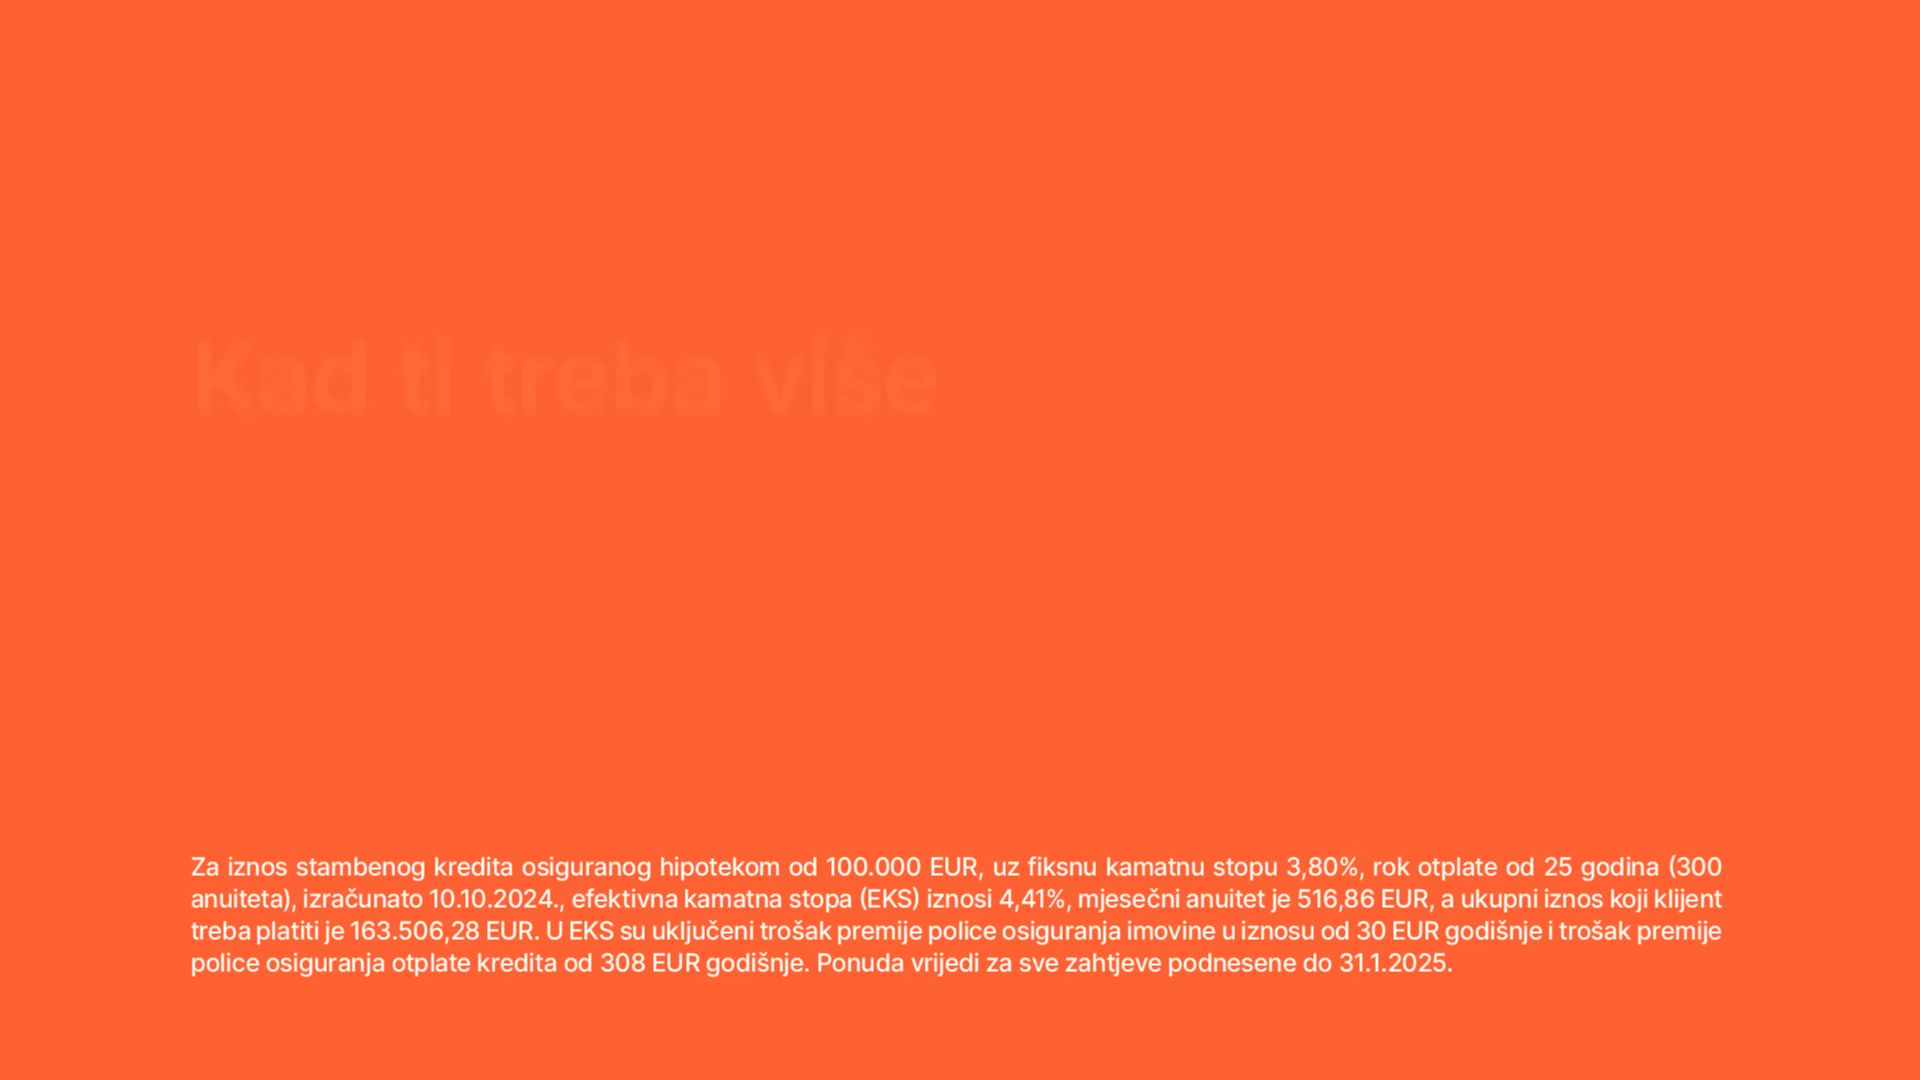 Kad ti treba više
Za iznos stambenog kredita osiguranog hipotekom od 100.000 EUR, uz fiksnu kamatnu stopu 3,80%, rok otplate od 25 godina (300
anuiteta), izračunato 10.10.2024., efektivna kamatna stopa (EKS) iznosi 4,41%, mjesečni anuitet je 516,86 EUR, a ukupni iznos koji klijent
treba platiti je 163.506,28 EUR. U EKS su uključeni trošak premije police osiguranja imovine u iznosu od 30 EUR godišnje i trošak premije
police osiguranja otplate kredita od 308 EUR godišnje. Ponuda vrijedi za sve zahtjeve podnesene do 31.1.2025.